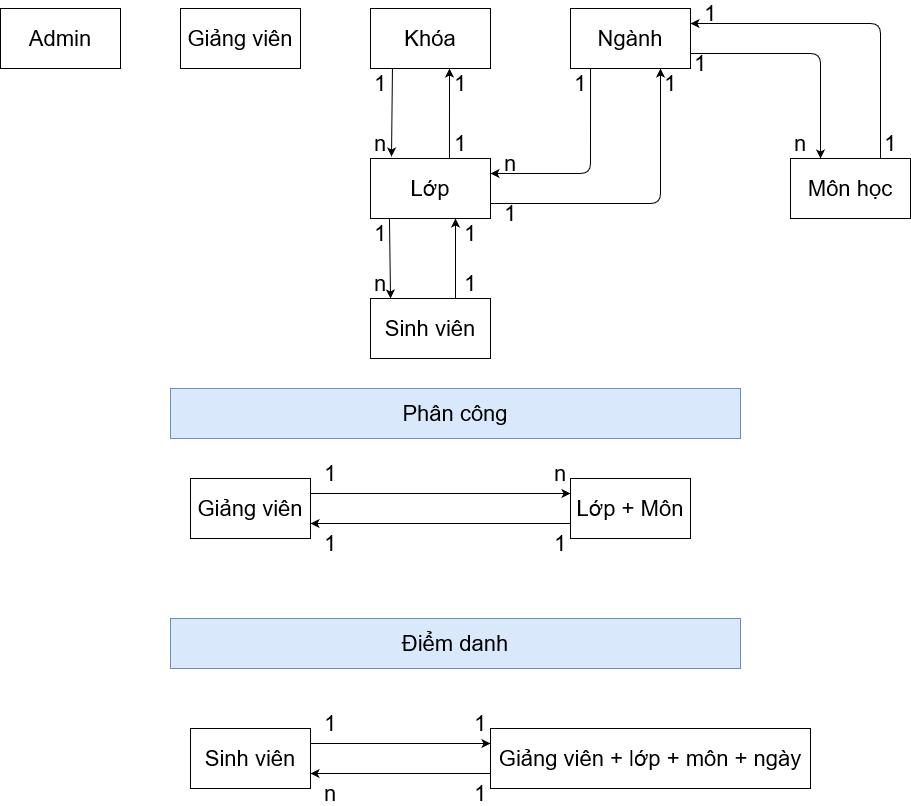 Admin
Giảng viên
Khóa
Ngành
1
1
1
1
1
1
n
1
n
n
1
Lớp
Môn học
1
1
1
n
1
Sinh viên
Phân công
1
n
Giảng viên
Lớp + Môn
1
1
Điểm danh
1
1
Sinh viên
Giảng viên + lớp + môn + ngày
n
1